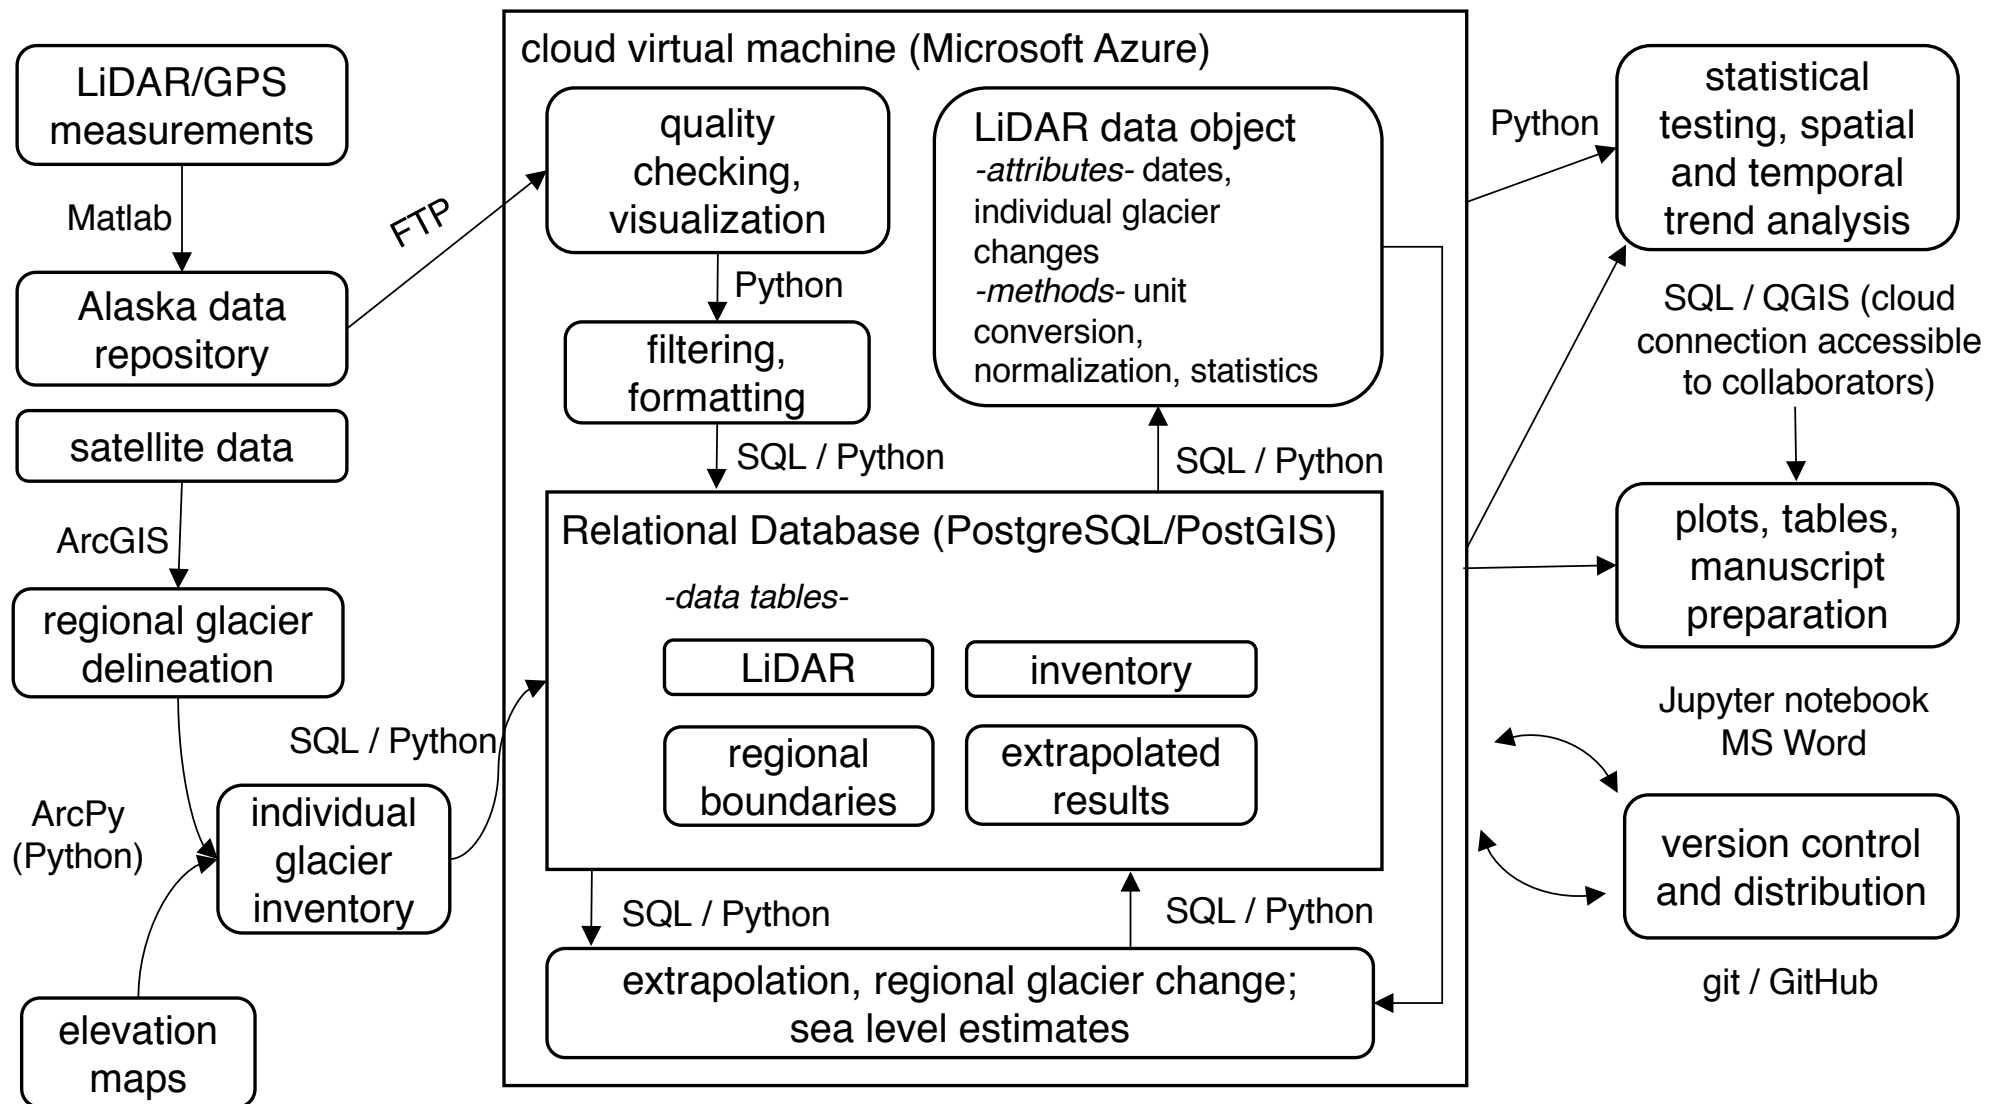 LiDAR/GPS
measurements
Matlab
Alaska data
repository
FTP
satellite data
ArcGIS
regional glacier
delineation
ArcPy
(Python)
individual
glacier
inventory
elevation
maps
SQL / Python
cloud virtual machine (Microsoft Azure)
quality
checking,
visualization
Python
filtering,
formatting
SQL / Python
LiDAR data object
-attributes- dates,
individual glacier
changes
-methods- unit
conversion,
normalization, statistics
SQL / Python
Relational Database (PostgreSQL/PostGIS)
-data tables-
LiDAR
inventory
regional
boundaries
extrapolated
results
SQL / Python
SQL / Python
extrapolation, regional glacier change;
sea level estimates
Python
statistical
testing, spatial
and temporal
trend analysis
SQL / QGIS (cloud
connection accessible
to collaborators)
plots, tables,
manuscript
preparation
Jupyter notebook
MS Word
version control
and distribution
git / GitHub